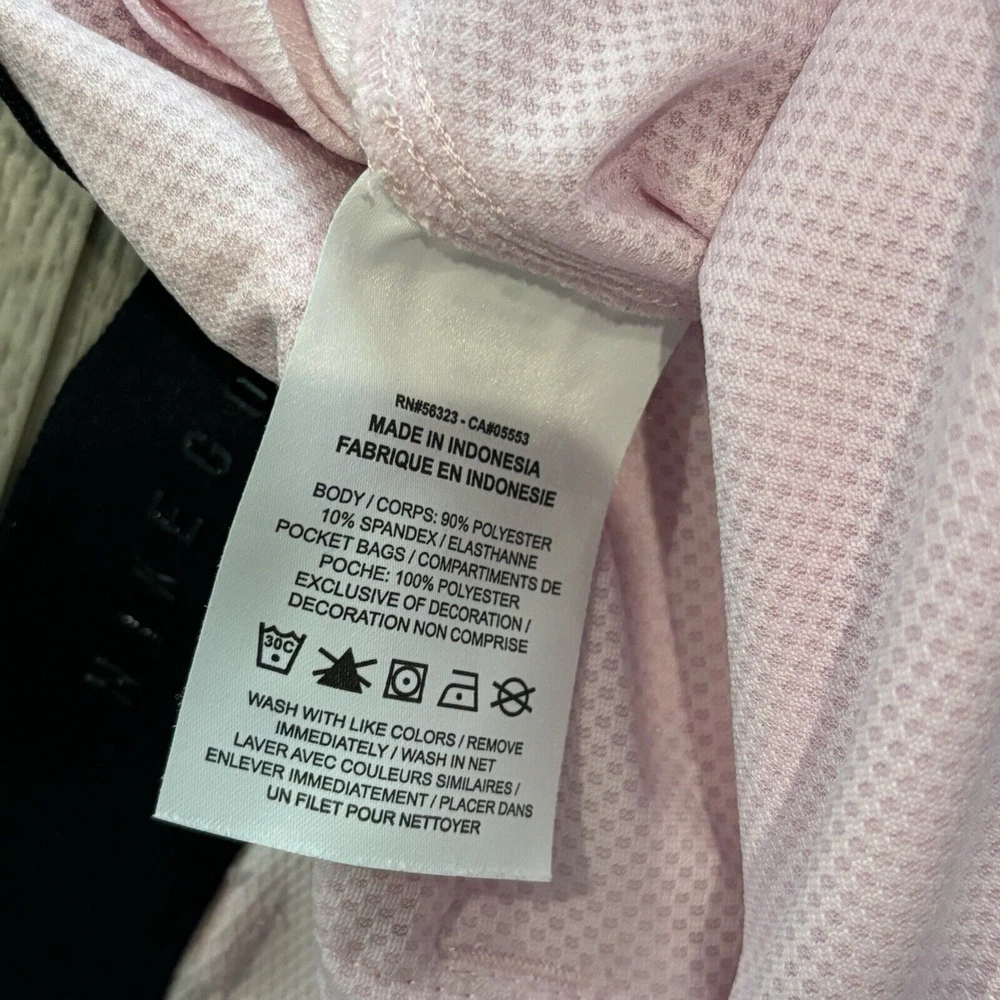 RN#56323 - CA#05553
MADE IN INDONESIA
FABRIQUE EN INDONESIE
BODY / CORPS: 90% POLYESTER
10% SPANDEX / ELASTHANNE
POCKET BAGS / COMPARTIMENTS DE
POCHE: 100% POLYESTER
EXCLUSIVE OF DECORATION /
DECORATION NON COMPRISE
30C
WASH WITH LIKE COLORS / REMOVE
IMMEDIATELY / WASH IN NET
LAVER AVEC COULEURS SIMILAIRES /
ENLEVER IMMEDIATEMENT / PLACER DANS
UN FILET POUR NETTOYER
NIKE GO